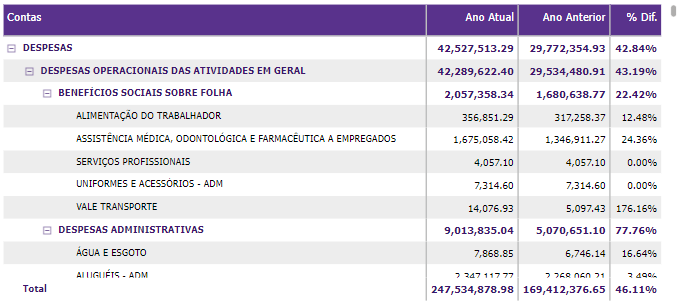 Contas Ano Atual Ano Anterior % Dif.
DESPESAS 42,527,513.29 29,772,354.93 42.84%
DESPESAS OPERACIONAIS DAS ATIVIDADES EM GERAL 42,289,622.40 29,534,480.91 43.19%
BENEFÍCIOS SOCIAIS SOBRE FOLHA 2,057,358.34 1,680,638.77 22.42%
ALIMENTAÇÃO DO TRABALHADOR 356,851.29 317,258.37 12.48%
ASSISTÊNCIA MÉDICA, ODONTOLÓGICA E FARMACÊUTICA A EMPREGADOS 1,675,058.42 1,346,911.27 24.36%
SERVIÇOS PROFISSIONAIS 4,057.10 4,057.10 0.00%
UNIFORMES E ACESSÓRIOS - ADM 7,314.60 7,314.60 0.00%
VALE TRANSPORTE 14,076.93 5,097.43 176.16%
DESPESAS ADMINISTRATIVAS 9,013,835.04 5,070,651.10 77.76%
ÁGUA E ESGOTO 7,868.85 6,746.14 16.64%
ALUGUÉIS - ADM 2,347,117.77 2,268,060.21 3.49%
Total 247,534,878.98 169,412,376.65 46.11%